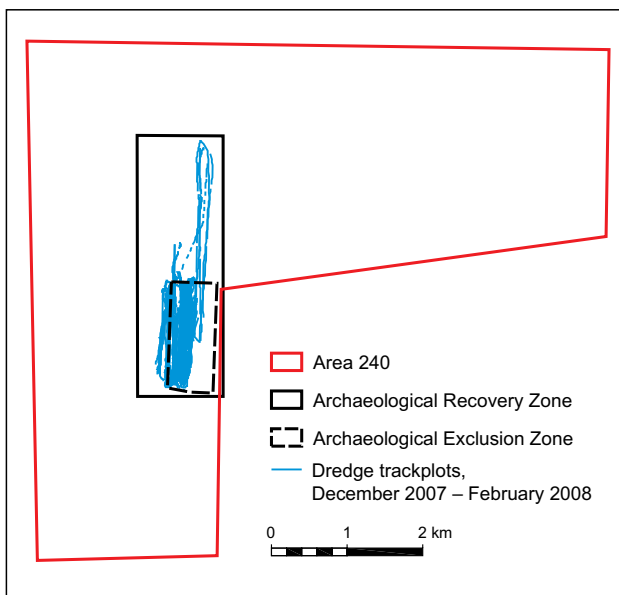 Area 240
Archaeological Recovery Zone
Archaeological Exclusion Zone
Dredge trackplots,
December 2007 – February 2008
0 1 2 km